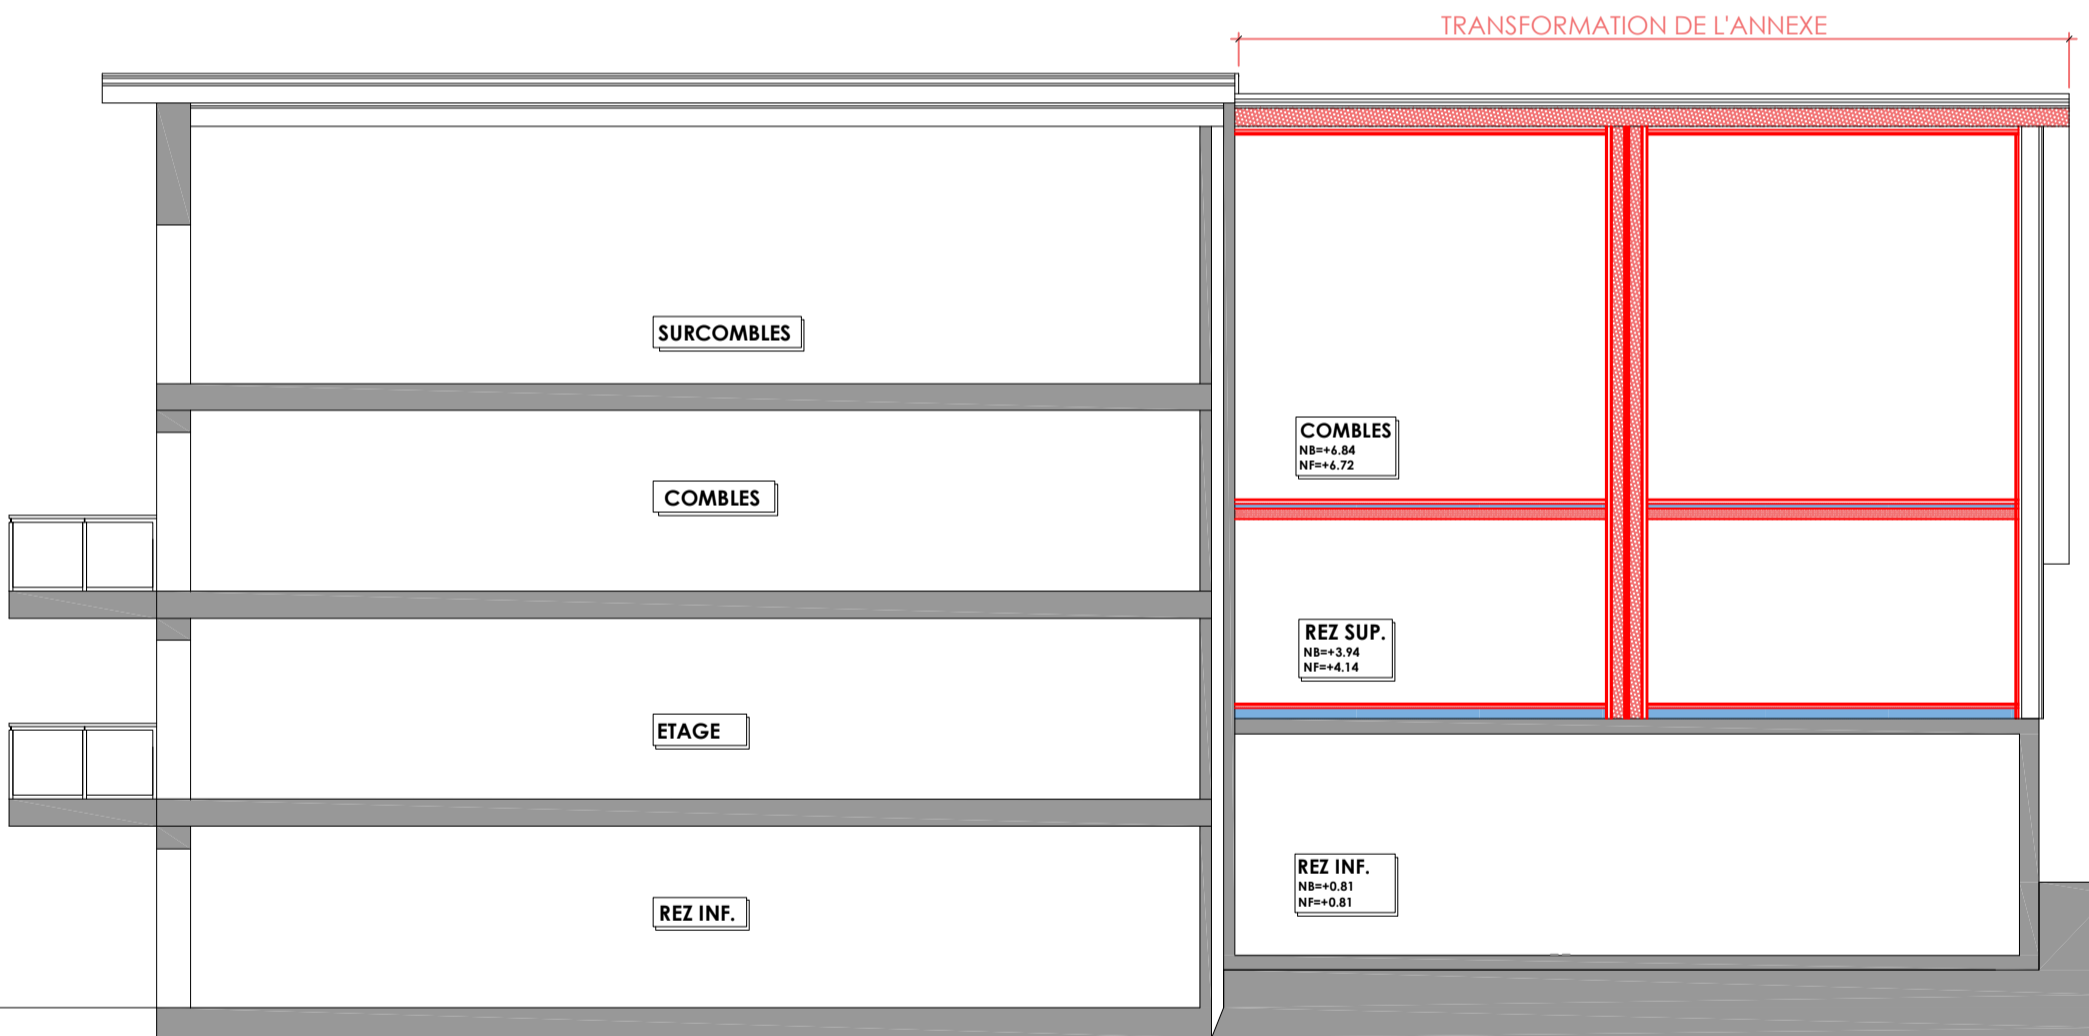 TRANSFORMATION DE L'ANNEXE
SURCOMBLES
COMBLES
ETAGE
REZ INF.
COMBLES
NB=+6.84
NF=+6.72
REZ SUP.
NB=+3.94
NF=+4.14
REZ INF.
NB=+0.81
NF=+0.81